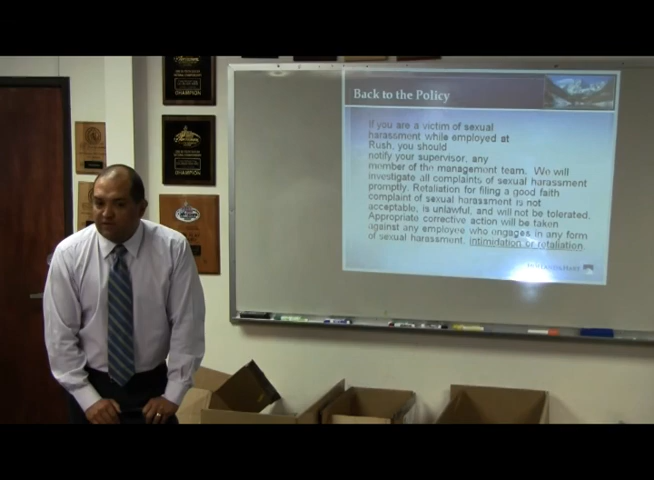 Back to the Policy
If you are a victim of sexual
harassment while employed at
Rush, you should
notify your supervisor, any
member of the management team. We will
investigate all complaints of sexual harassment
promptly. Retaliation for filing a good faith
complaint of sexual harassment is not
acceptable, is unlawful, and will not be tolerated.
Appropriate corrective action will be taken
against any employee who engages in any form
of sexual harassment, intimidation or retaliation.
CHAMPION
CHAMPION